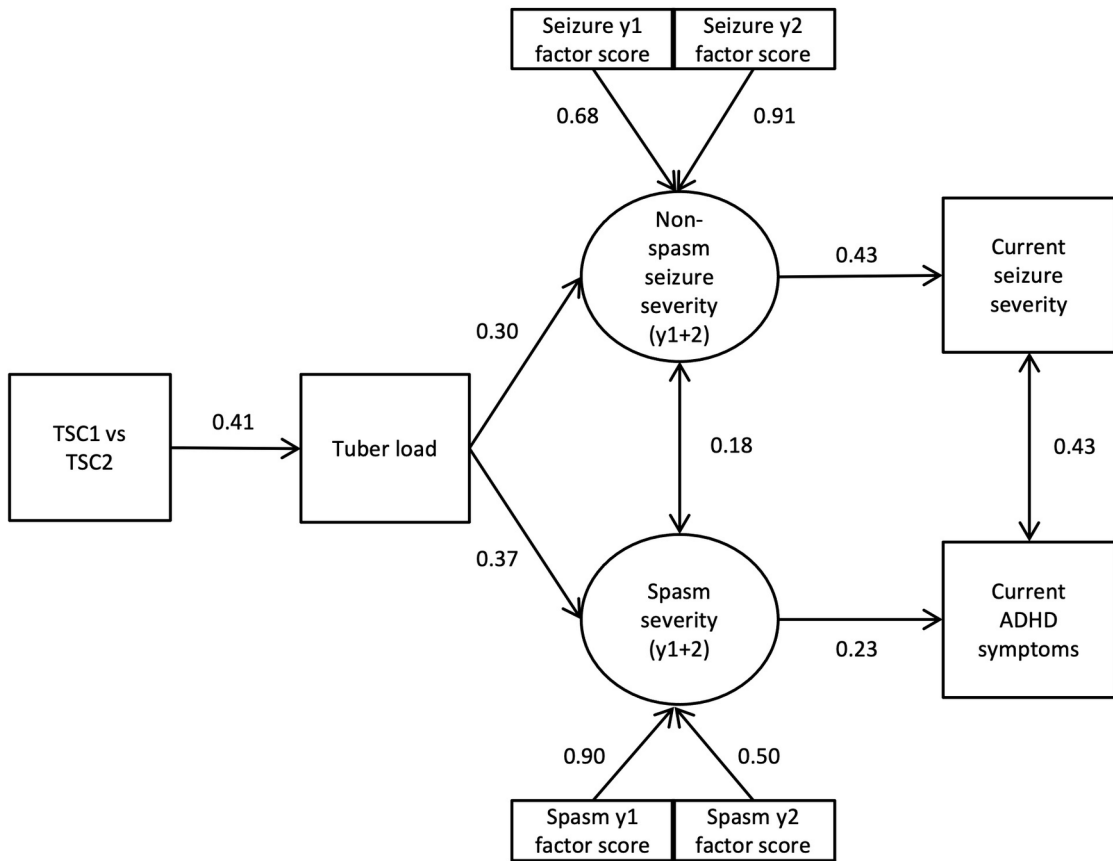 Seizure y1
factor score
Seizure y2
factor score
0.68
0.91
Non-
spasm
seizure
severity
(y1+2)
0.43
Current
seizure
severity
0.30
TSC1 vs
TSC2
0.41
Tuber load
0.18
0.43
0.37
Spasm
severity
(y1+2)
0.23
Current
ADHD
symptoms
0.90
0.50
Spasm y1
factor score
Spasm y2
factor score